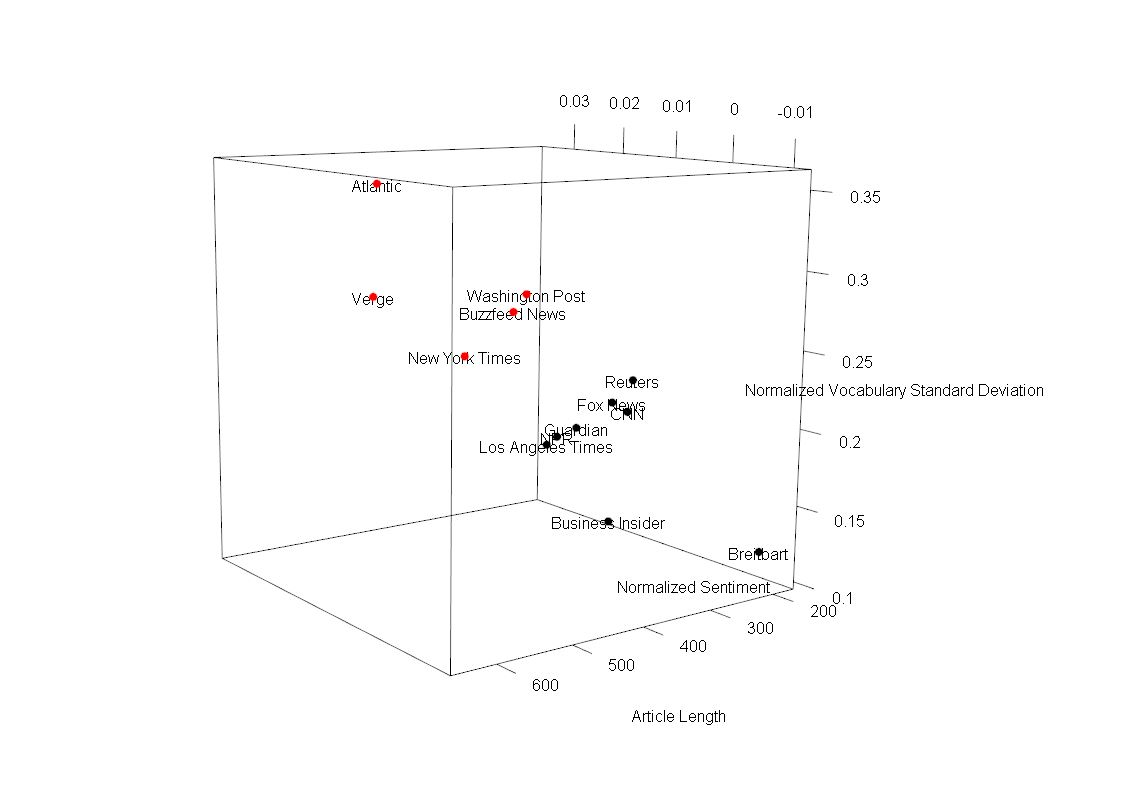 0.03
0.02
0.01
0
-0.01
Atlantic
0.35
0.3
Verge
Washington Post
Buzzfeed News
New York Times
0.25
Reuters
Normalized Vocabulary Standard Deviation
Fox News
CNN
Guardian
NPR
Los Angeles Times
0.2
Business Insider
0.15
Breitbart
Normalized Sentiment
0.1
200
300
400
500
600
Article Length